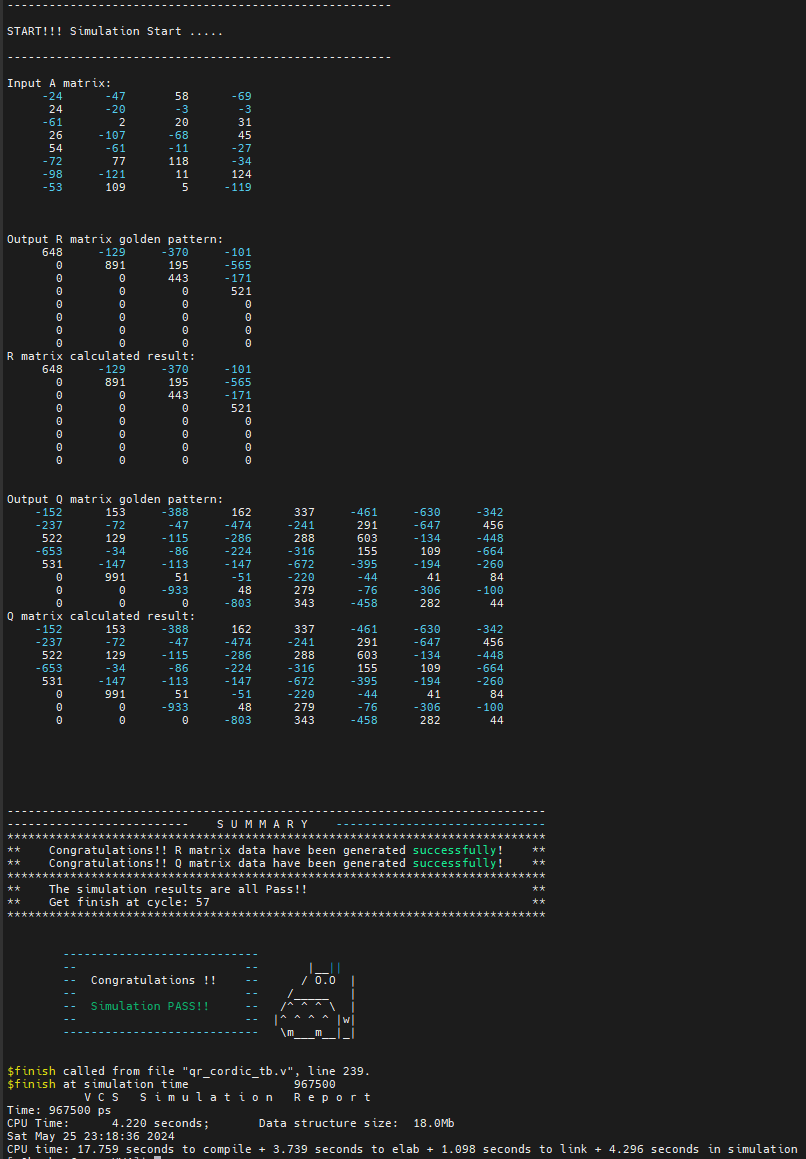 -------------------------------------------------------
START!!! Simulation Start .....
-------------------------------------------------------
Input A matrix:
-24 -47 58 -69
24 -20 -3 -3
-61 2 20 31
26 -107 -68 45
54 -61 -11 -27
-72 77 118 -34
-98 -121 11 124
-53 109 5 -119
Output R matrix golden pattern:
648 -129 -370 -101
0 891 195 -565
0 0 443 -171
0 0 0 521
0 0 0 0
0 0 0 0
0 0 0 0
0 0 0 0
R matrix calculated result:
648 -129 -370 -101
0 891 195 -565
0 0 443 -171
0 0 0 521
0 0 0 0
0 0 0 0
0 0 0 0
0 0 0 0
Output Q matrix golden pattern:
-152 153 -388 162 337 -461 -630 -342
-237 -72 -47 -474 -241 291 -647 456
522 129 -115 -286 288 603 -134 -448
-653 -34 -86 -224 -316 155 109 -664
531 -147 -113 -147 -672 -395 -194 -260
0 991 51 -51 -220 -44 41 84
0 0 -933 48 279 -76 -306 -100
0 0 0 -803 343 -458 282 44
Q matrix calculated result:
-152 153 -388 162 337 -461 -630 -342
-237 -72 -47 -474 -241 291 -647 456
522 129 -115 -286 288 603 -134 -448
-653 -34 -86 -224 -316 155 109 -664
531 -147 -113 -147 -672 -395 -194 -260
0 991 51 -51 -220 -44 41 84
0 0 -933 48 279 -76 -306 -100
0 0 0 -803 343 -458 282 44
-----------------------------------------------------------------------------
--------------------------    S U M M A R Y    ------------------------------
*****************************************************************************
**    Congratulations!! R matrix data have been generated successfully!    **
**    Congratulations!! Q matrix data have been generated successfully!    **
*****************************************************************************
**    The simulation results are all Pass!!                                **
**    Get finish at cycle: 57                                              **
*****************************************************************************
----------------------------
--                        --       |__||
--  Congratulations !!    --      / O.O  |
--                        --    /_____   |
--  Simulation PASS!!     --   /^ ^ ^ \  |
--                        --  |^ ^ ^ ^ |w|
----------------------------   \m___m__|_|
$finish called from file "qr_cordic_tb.v", line 239.
$finish at simulation time 967500
V C S   S i m u l a t i o n   R e p o r t
Time: 967500 ps
CPU Time:      4.220 seconds;       Data structure size:  18.0Mb
Sat May 25 23:18:36 2024
CPU time: 17.759 seconds to compile + 3.739 seconds to elab + 1.098 seconds to link + 4.296 seconds in simulation